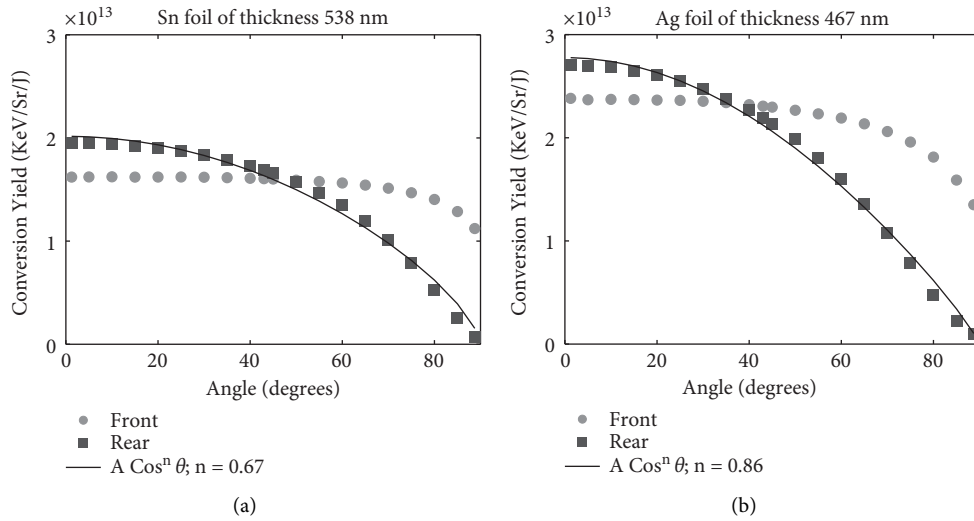 Sn foil of thickness 538 nm
×10¹³
3
2
1
0
Conversion Yield (KeV/Sr/J)
0 20 40 60 80
Angle (degrees)
Front
Rear
A Cosⁿ θ; n = 0.67
(a)
Ag foil of thickness 467 nm
×10¹³
3
2
1
0
Conversion Yield (KeV/Sr/J)
0 20 40 60 80
Angle (degrees)
Front
Rear
A Cosⁿ θ; n = 0.86
(b)